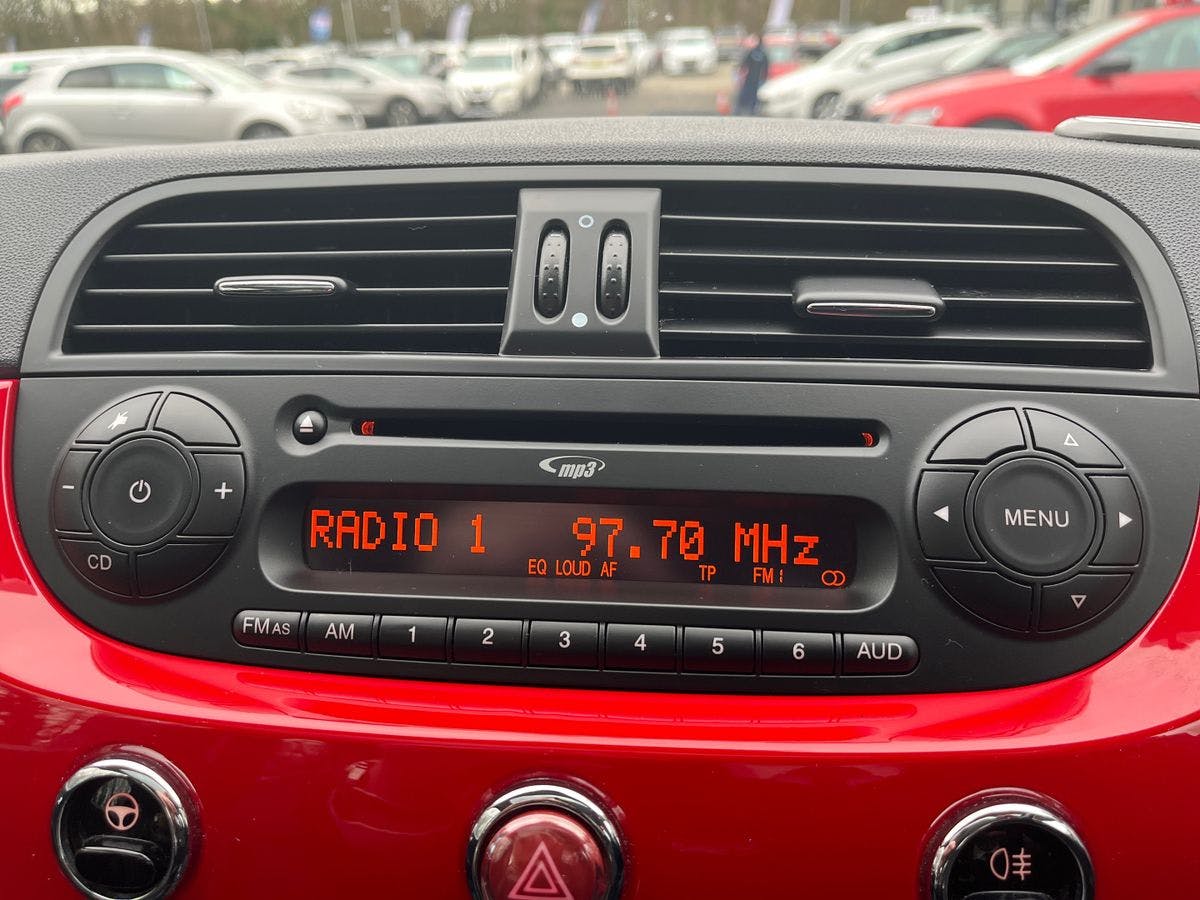 mp3
RADIO 1 97.70 MHz
EQ LOUD AF TP FM1
- +
MENU
CD
FM AS AM 1 2 3 4 5 6 AUD